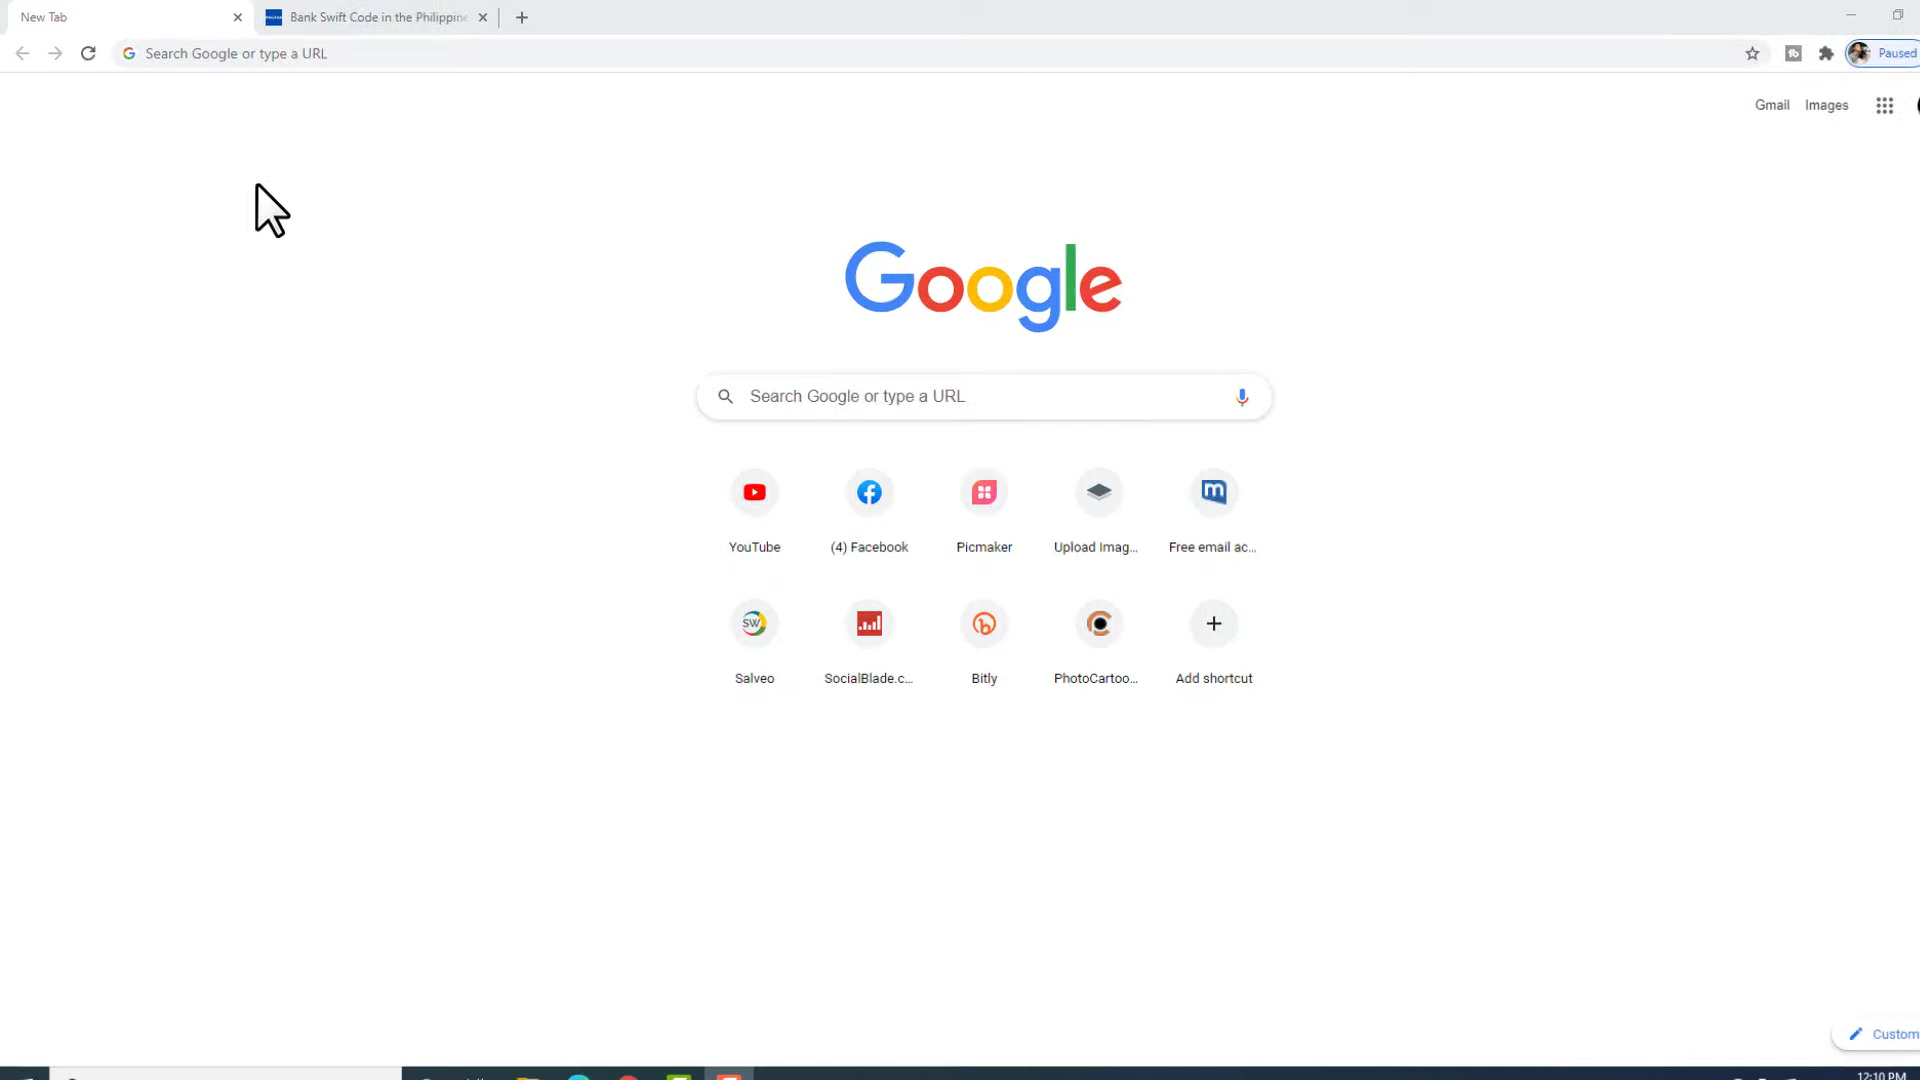 New Tab
Bank Swift Code in the Philippine
Search Google or type a URL
Paused
Gmail Images
Google
Search Google or type a URL
YouTube (4) Facebook Picmaker Upload Imag... Free email ac...
SW
Salveo SocialBlade.c... Bitly PhotoCartoo... Add shortcut
Custom
12:10 PM